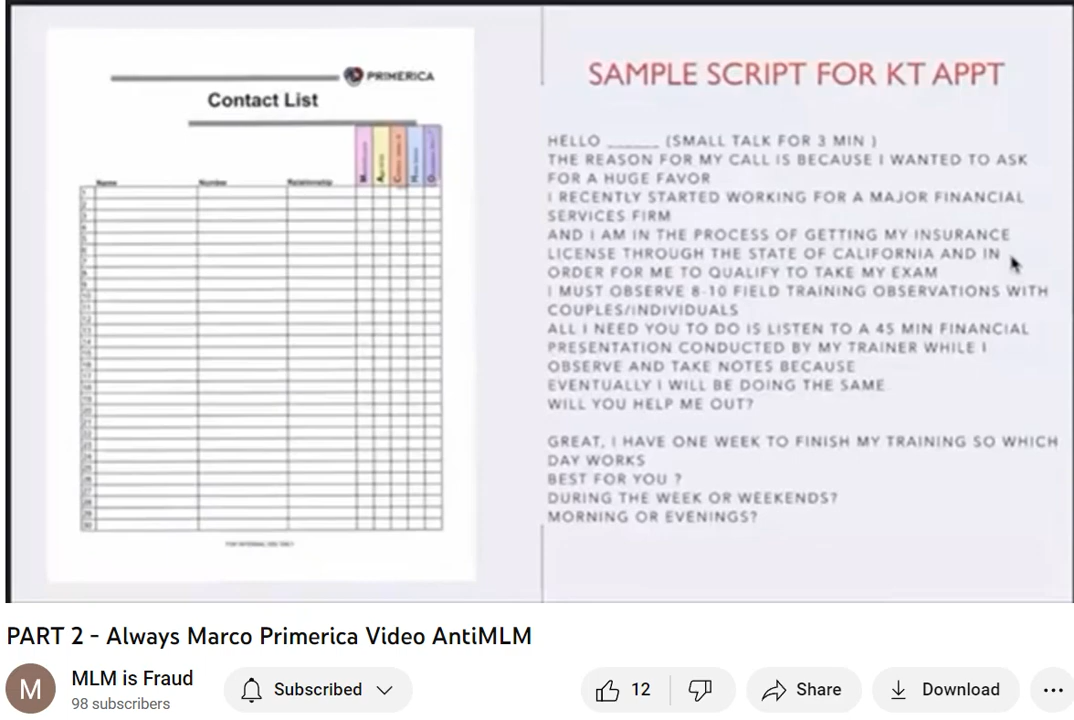 PRIMERICA
Contact List
Name Number Relationship
SAMPLE SCRIPT FOR KT APPT
HELLO ______ (SMALL TALK FOR 3 MIN )
THE REASON FOR MY CALL IS BECAUSE I WANTED TO ASK
FOR A HUGE FAVOR
I RECENTLY STARTED WORKING FOR A MAJOR FINANCIAL
SERVICES FIRM
AND I AM IN THE PROCESS OF GETTING MY INSURANCE
LICENSE THROUGH THE STATE OF CALIFORNIA AND IN
ORDER FOR ME TO QUALIFY TO TAKE MY EXAM
I MUST OBSERVE 8-10 FIELD TRAINING OBSERVATIONS WITH
COUPLES/INDIVIDUALS
ALL I NEED YOU TO DO IS LISTEN TO A 45 MIN FINANCIAL
PRESENTATION CONDUCTED BY MY TRAINER WHILE I
OBSERVE AND TAKE NOTES BECAUSE
EVENTUALLY I WILL BE DOING THE SAME
WILL YOU HELP ME OUT?
GREAT, I HAVE ONE WEEK TO FINISH MY TRAINING SO WHICH
DAY WORKS
BEST FOR YOU ?
DURING THE WEEK OR WEEKENDS?
MORNING OR EVENINGS?
PART 2 - Always Marco Primerica Video AntiMLM
M
MLM is Fraud
98 subscribers
Subscribed
12
Share
Download